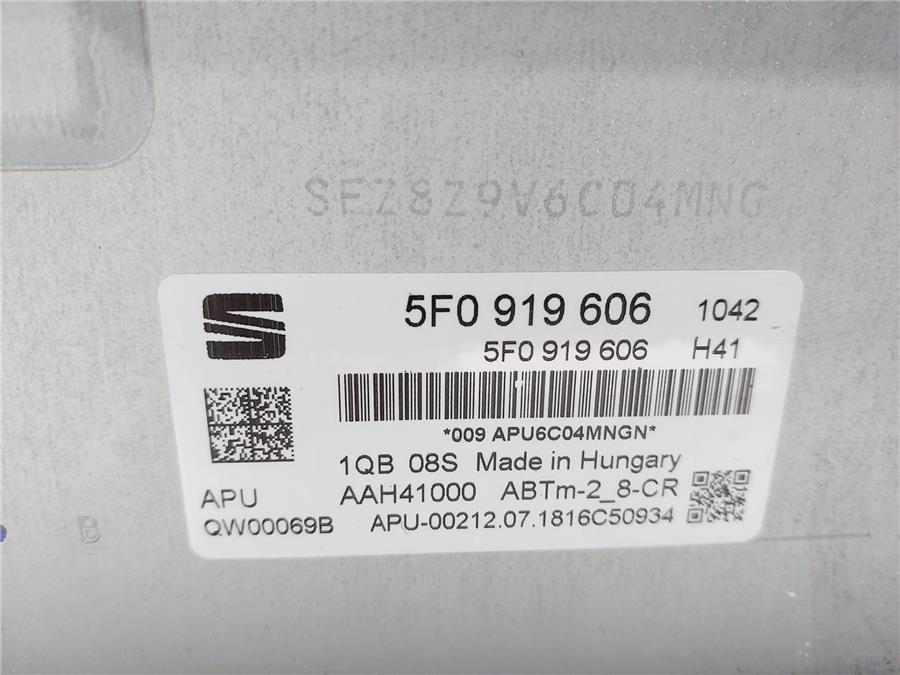 SEZ8Z9V6C04MNG
5F0 919 606 1042
5F0 919 606 H41
*009 APU6C04MNGN*
1QB 08S Made in Hungary
APU AAH41000 ABTm-2_8-CR
QW00069B APU-00212.07.1816C50934
B